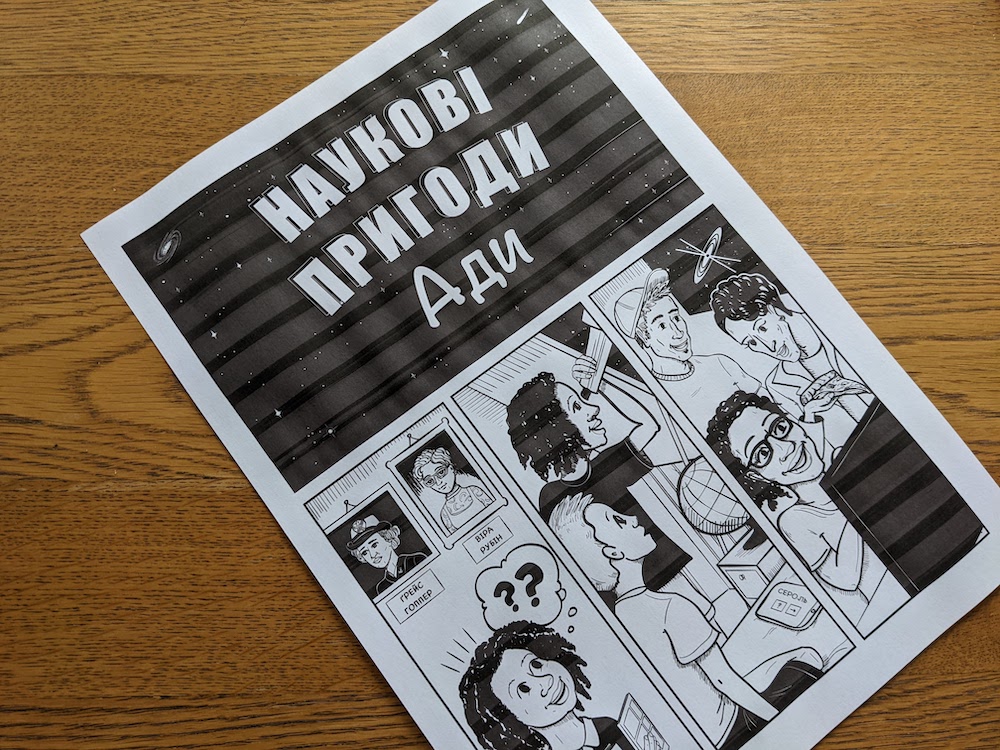 НАУКОВІ
ПРИГОДИ
Ади
ГРЕЙС
ГОППЕР
ВІРА
РУБІН
??
СЕРОЛЬ